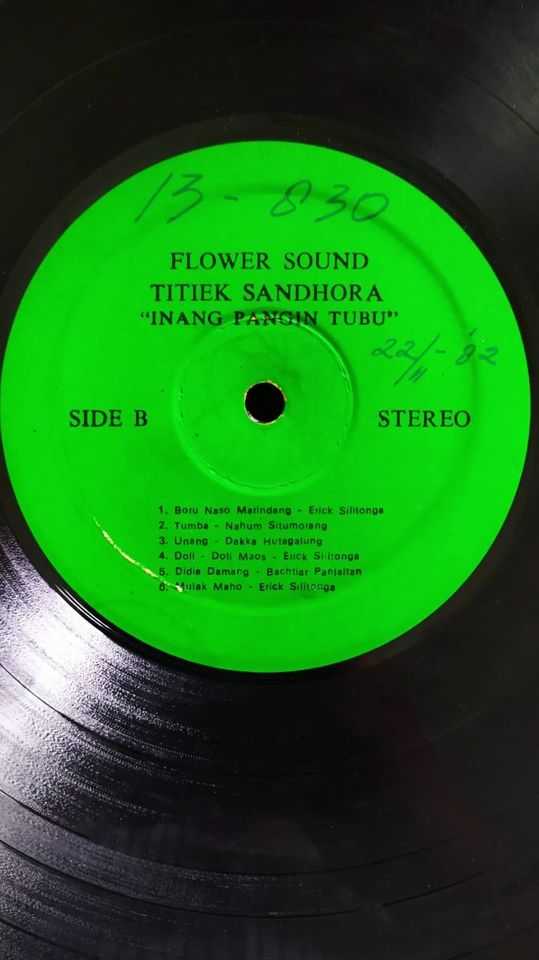 13 - 830
FLOWER SOUND
TITIEK SANDHORA
"INANG PANGIN TUBU"
22/11 - '82
SIDE B
STEREO
1. Boru Naso Matindang - Erick Silitonga
2. Tumba - Nahum Situmorang
3. Unang - Dakka Hutagalung
4. Doli - Doli Maos - Erick Silitonga
5. Didia Damang - Bachtiar Panjaitan
6. Mulak Maho - Erick Silitonga